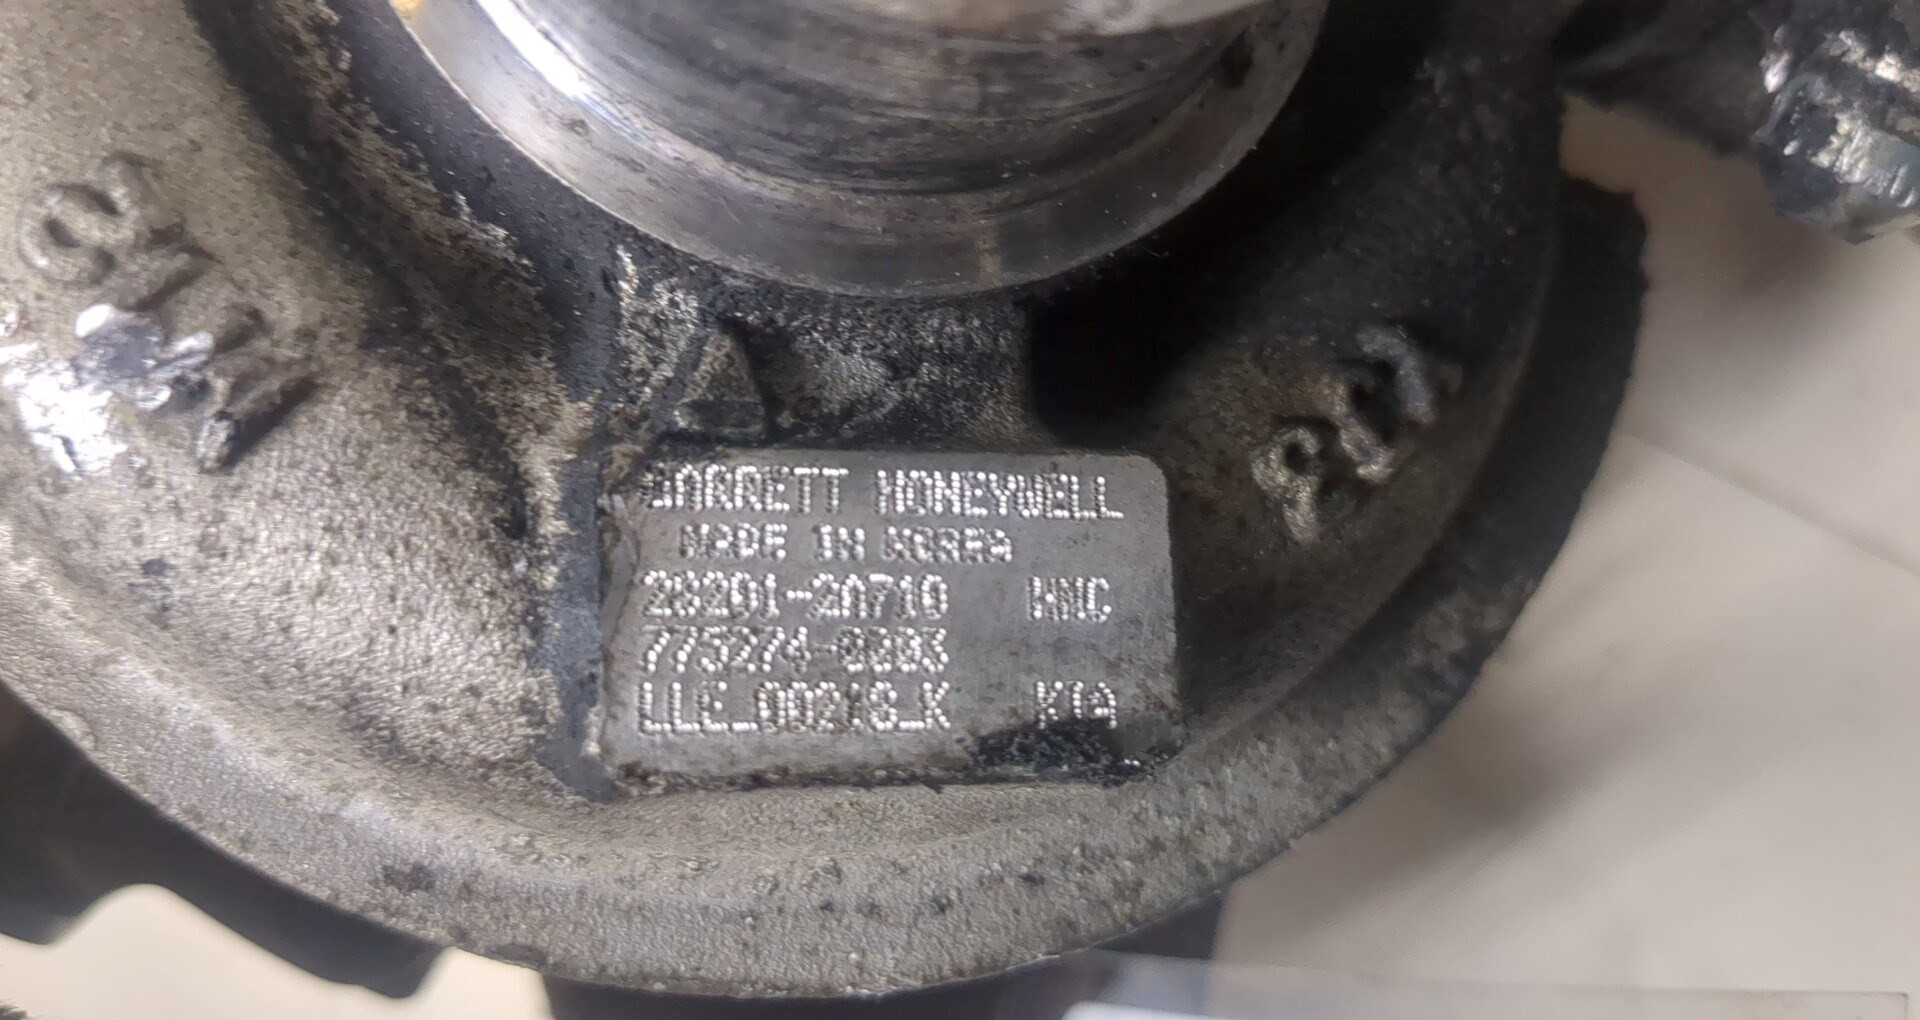 GARRETT HONEYWELL
MADE IN KOREA
28201-2A710 HMC
775274-0003
LLE_00218_K KIA